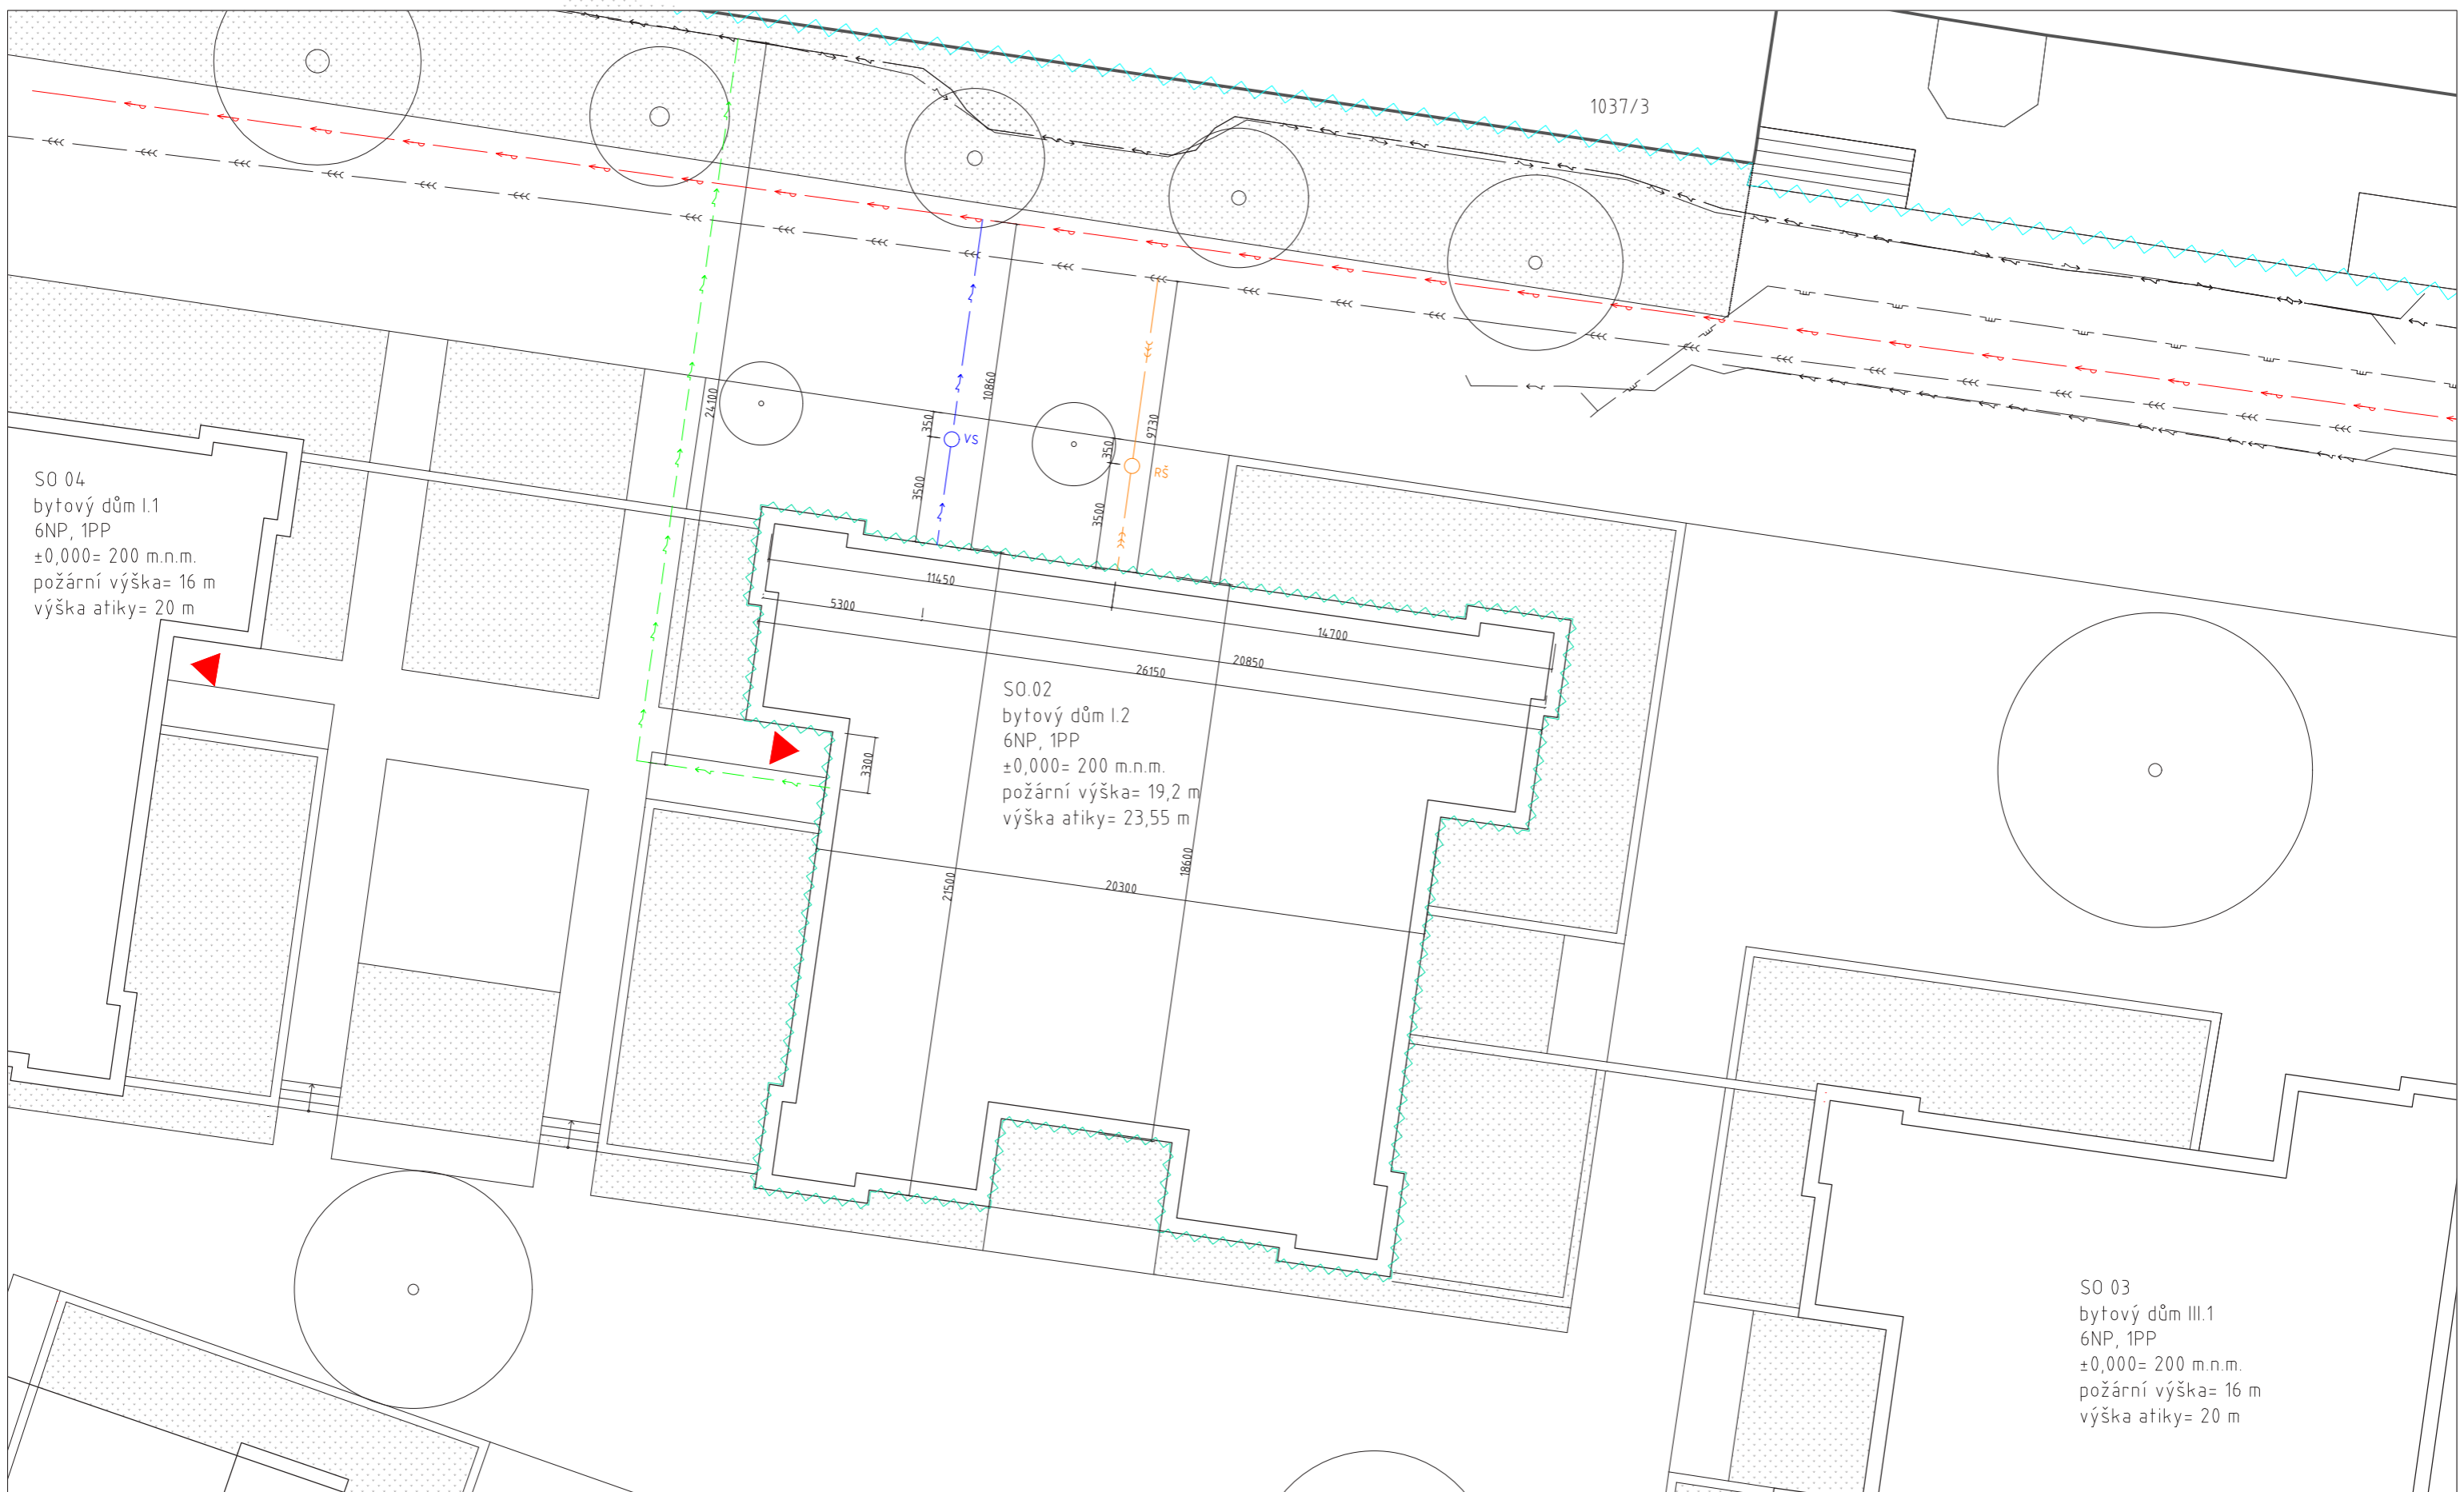 1037/3
24100
350
VS
10860
3500
350
9730
RŠ
3500
SO 04
bytový dům I.1
6NP, 1PP
±0,000= 200 m.n.m.
požární výška= 16 m
výška atiky= 20 m
11450
5300
14700
20850
26150
SO.02
bytový dům I.2
6NP, 1PP
±0,000= 200 m.n.m.
požární výška= 19,2 m
výška atiky= 23,55 m
3300
21500
18600
20300
SO 03
bytový dům III.1
6NP, 1PP
±0,000= 200 m.n.m.
požární výška= 16 m
výška atiky= 20 m